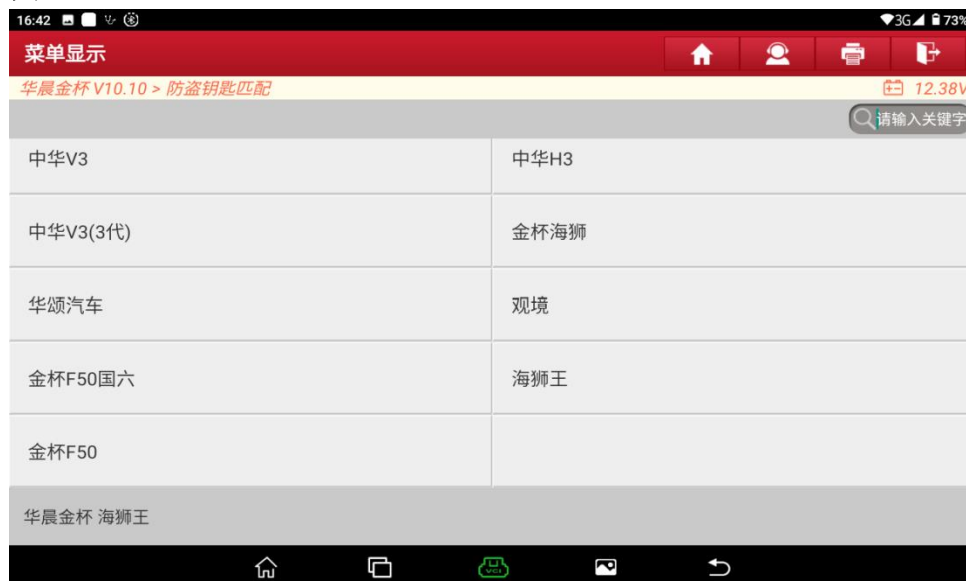 16:42 3G 73%
菜单显示
华晨金杯 V10.10 > 防盗钥匙匹配 12.38V
请输入关键字
中华V3 中华H3
中华V3(3代) 金杯海狮
华颂汽车 观境
金杯F50国六 海狮王
金杯F50
华晨金杯 海狮王
VCI